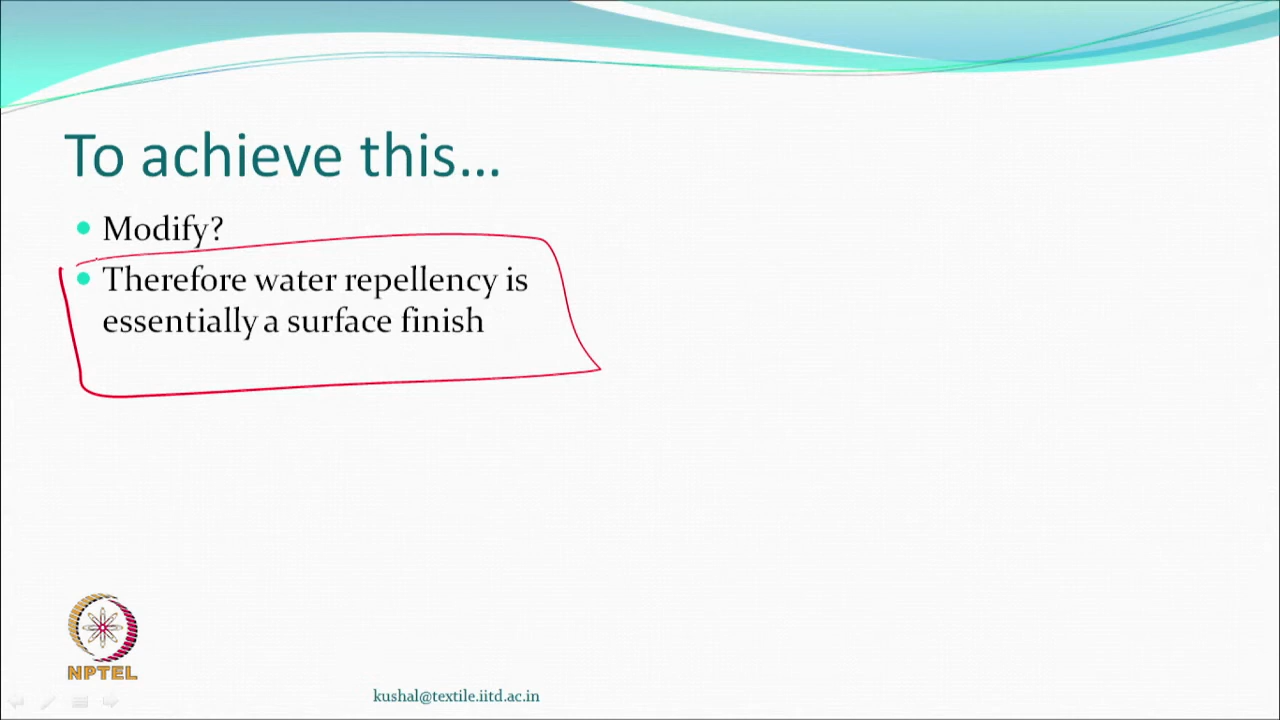 To achieve this...
Modify?
Therefore water repellency is
essentially a surface finish
NPTEL
kushal@textile.iitd.ac.in